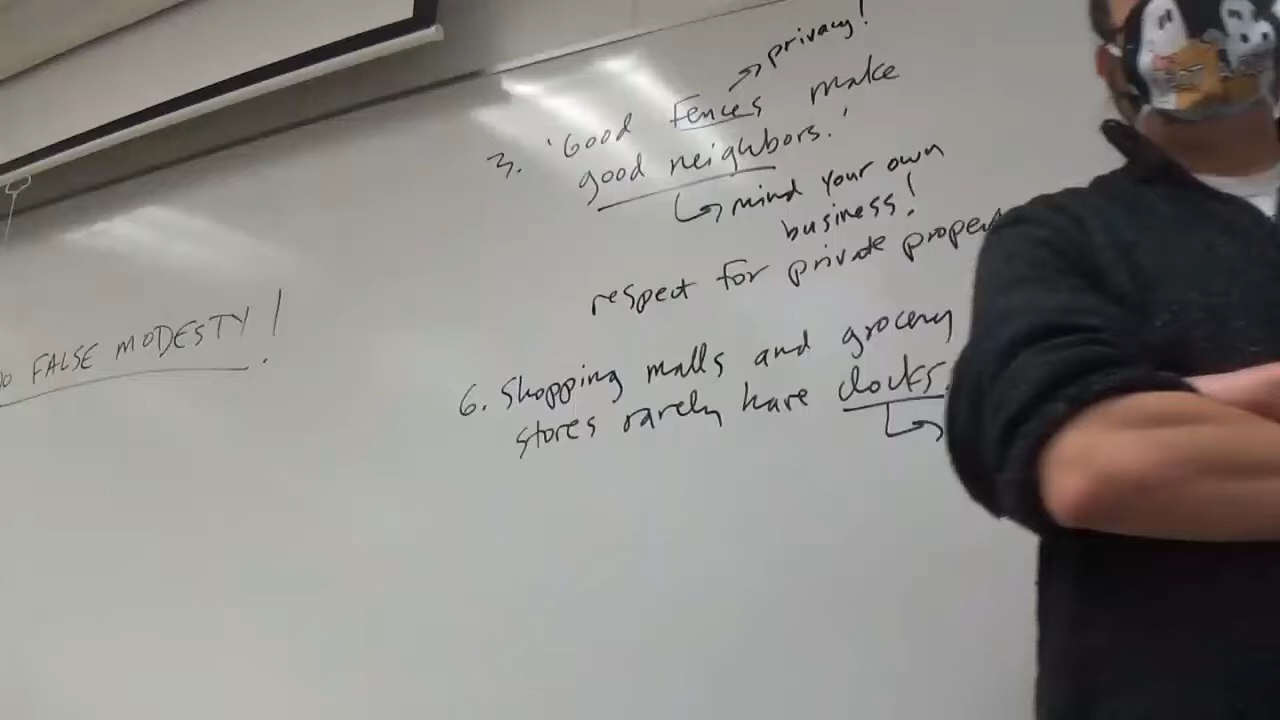 privacy!
3. 'Good Fences make
good neighbors.'
mind your own
business!
respect for private
6. Shopping malls and grocery
stores rarely have clocks.
FALSE MODESTY!